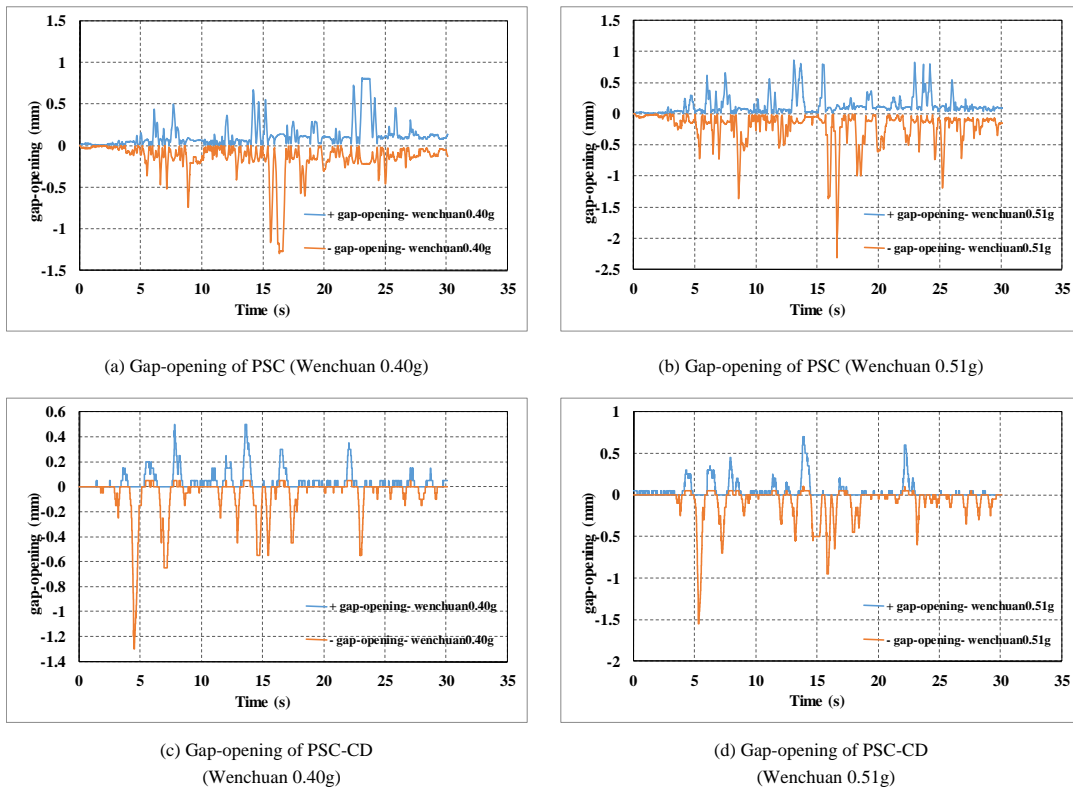 1.5
1
0.5
0
-0.5
-1
-1.5
0 5 10 15 20 25 30 35
gap-opening (mm)
Time (s)
+ gap-opening- wenchuan0.40g
- gap-opening- wenchuan0.40g
(a) Gap-opening of PSC (Wenchuan 0.40g)
1.5
1
0.5
0
-0.5
-1
-1.5
-2
-2.5
0 5 10 15 20 25 30 35
gap-opening (mm)
Time (s)
+ gap-opening- wenchuan0.51g
- gap-opening- wenchuan0.51g
(b) Gap-opening of PSC (Wenchuan 0.51g)
0.6
0.4
0.2
0
-0.2
-0.4
-0.6
-0.8
-1
-1.2
-1.4
0 5 10 15 20 25 30 35
gap-opening (mm)
Time (s)
+ gap-opening- wenchuan0.40g
- gap-opening- wenchuan0.40g
(c) Gap-opening of PSC-CD
(Wenchuan 0.40g)
1
0.5
0
-0.5
-1
-1.5
-2
0 5 10 15 20 25 30 35
gap-opening (mm)
Time (s)
+ gap-opening- wenchuan0.51g
- gap-opening- wenchuan0.51g
(d) Gap-opening of PSC-CD
(Wenchuan 0.51g)